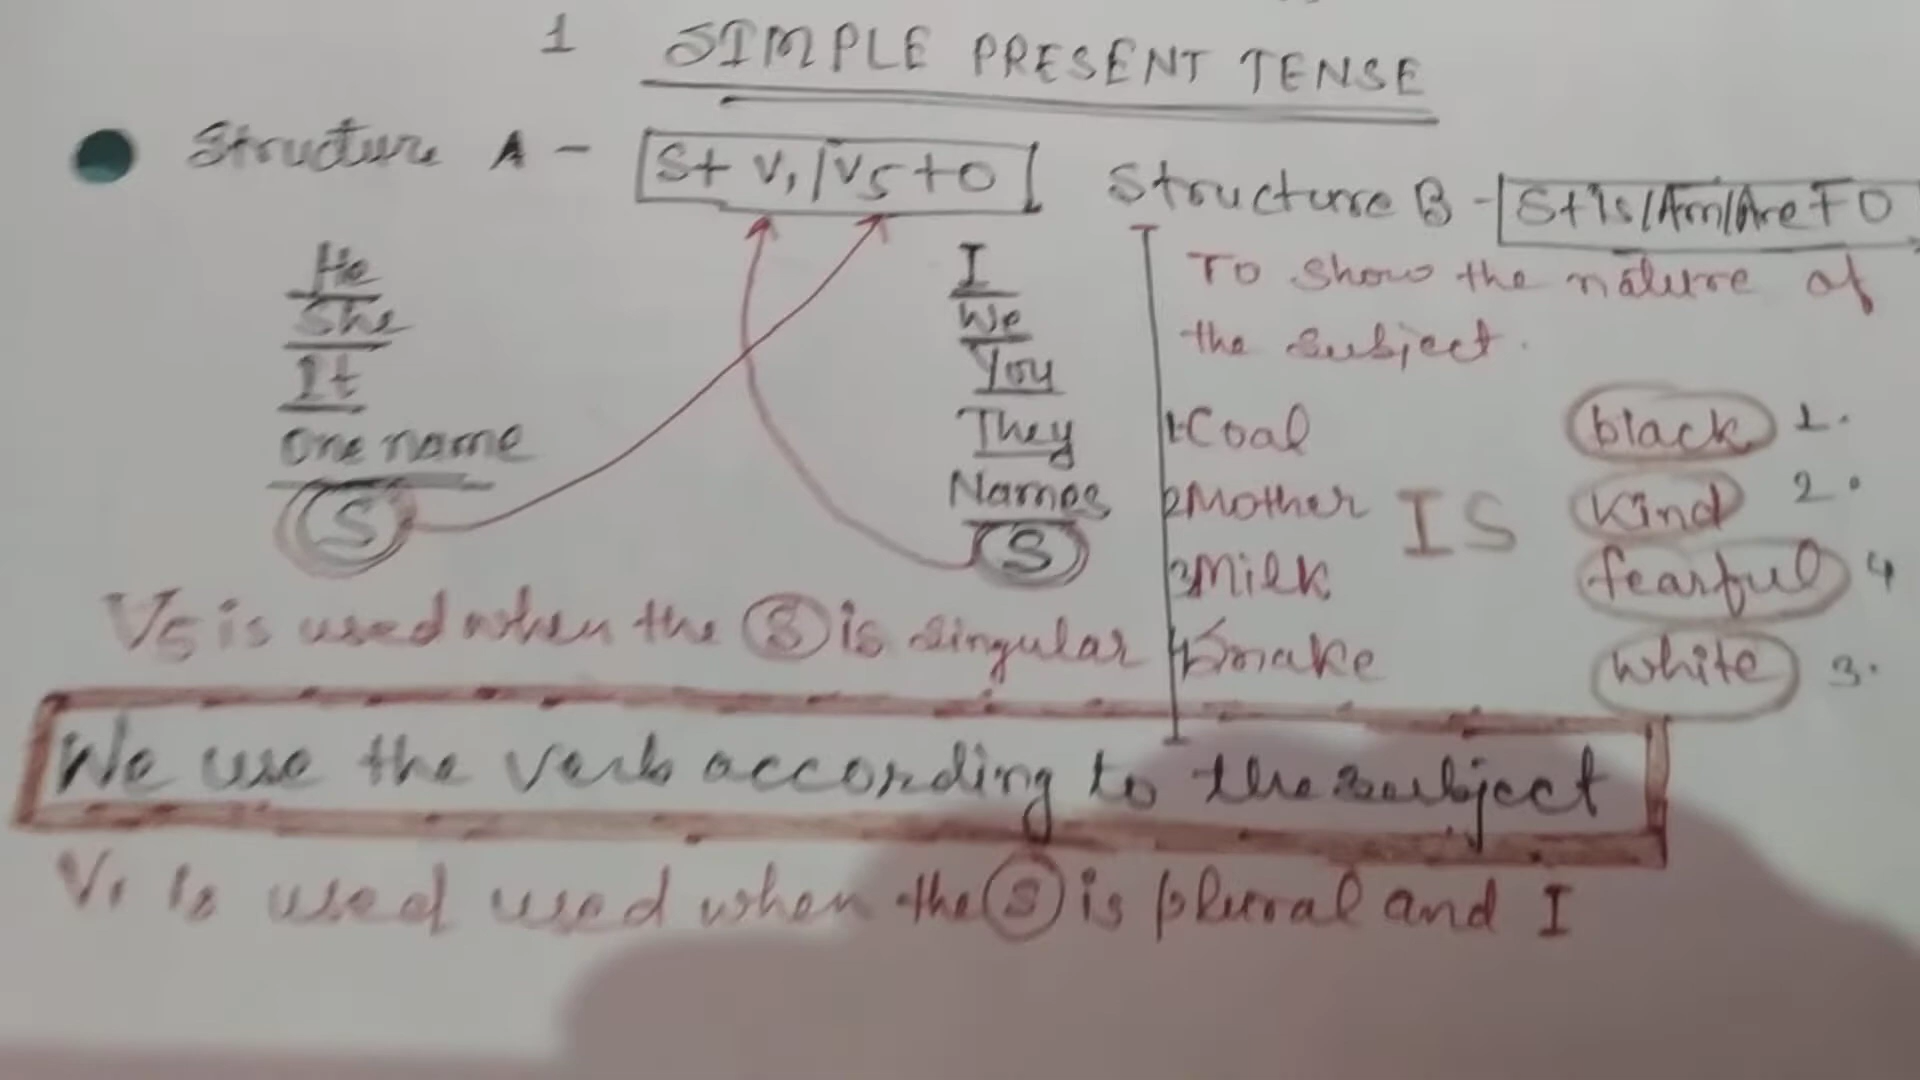 1 SIMPLE PRESENT TENSE
Structure A - S+V1/V5+O
Structure B - S+is/Am/Are+O
He
She
It
One name
S
I
We
You
They
Names
S
To show the nature of
the subject.
1 Coal
2 Mother
3 Milk
4 Snake
IS
black 1.
kind 2.
fearful 4
white 3.
V5 is used when the S is singular
We use the verb according to the subject
V1 is used used when the S is plural and I